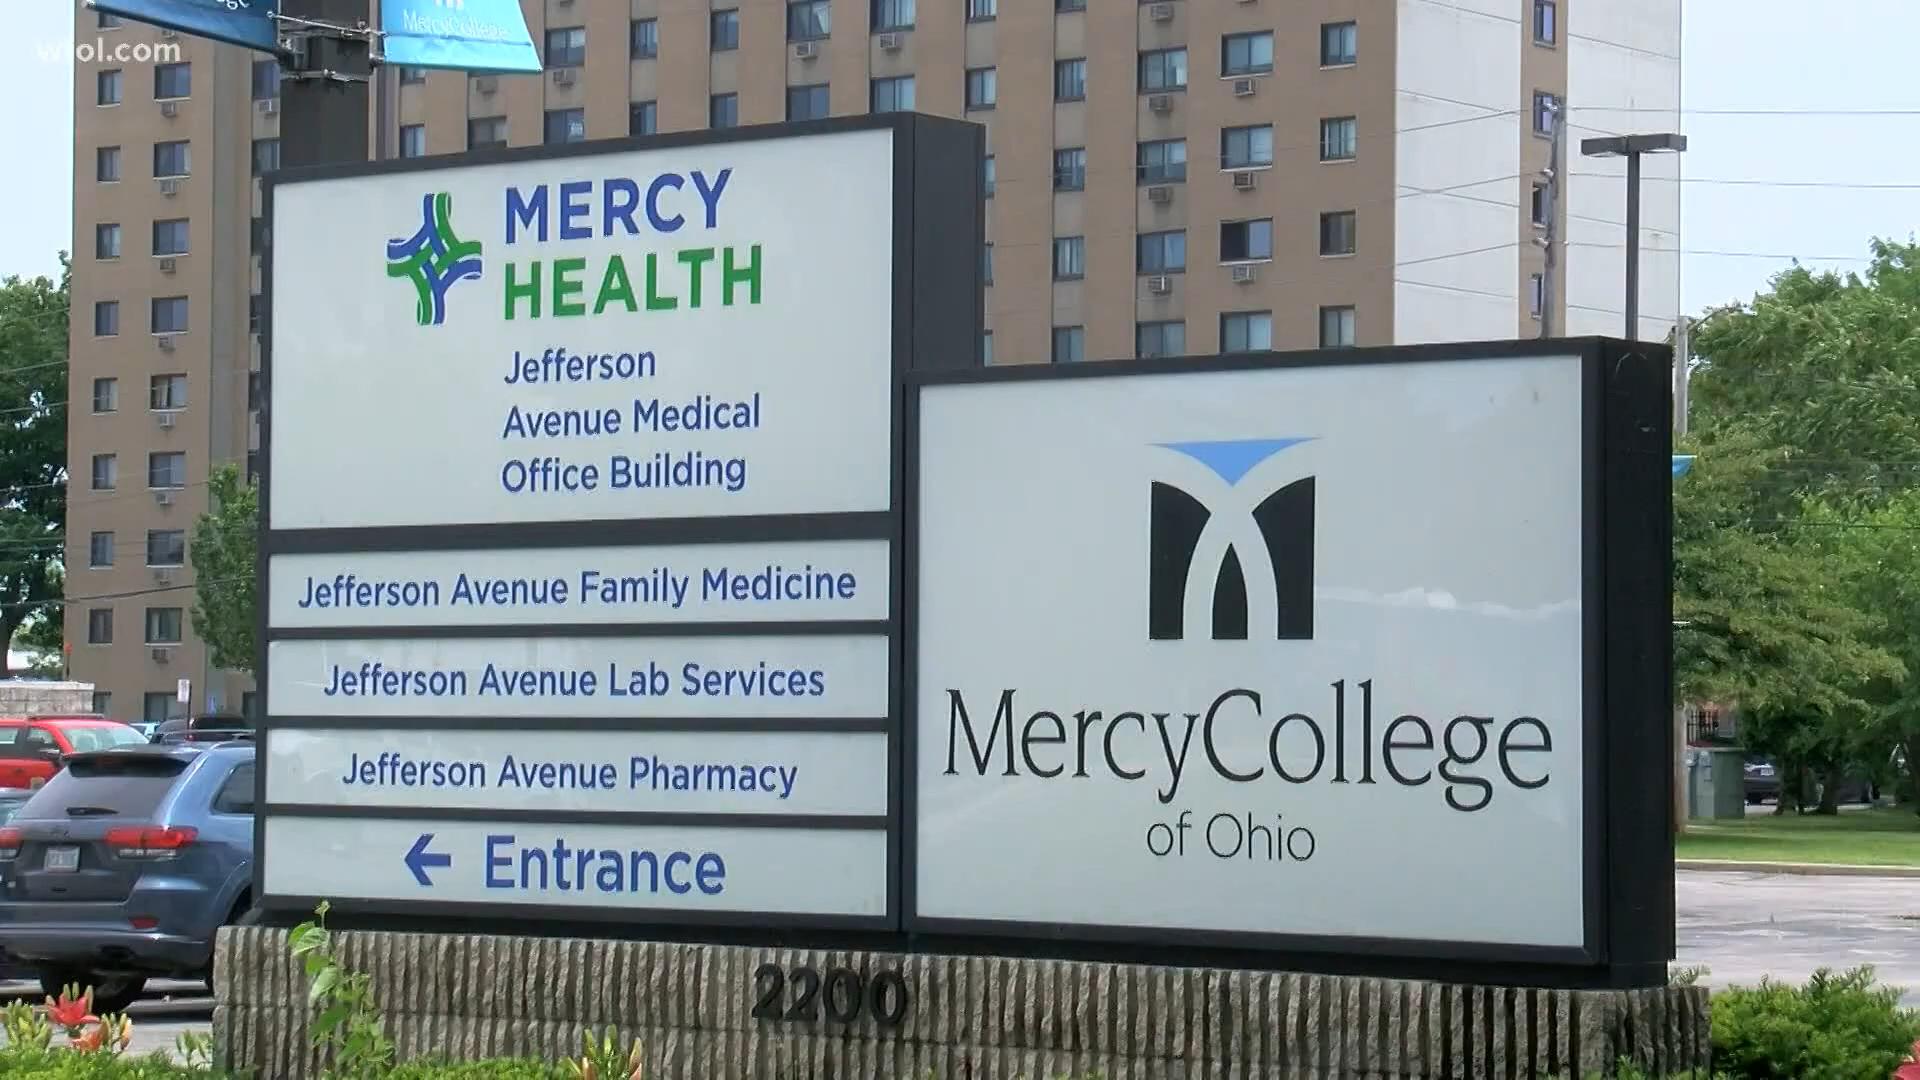 wtol.com
MercyCollege
MERCY
HEALTH
Jefferson
Avenue Medical
Office Building
Jefferson Avenue Family Medicine
Jefferson Avenue Lab Services
Jefferson Avenue Pharmacy
← Entrance
MercyCollege
of Ohio
2200